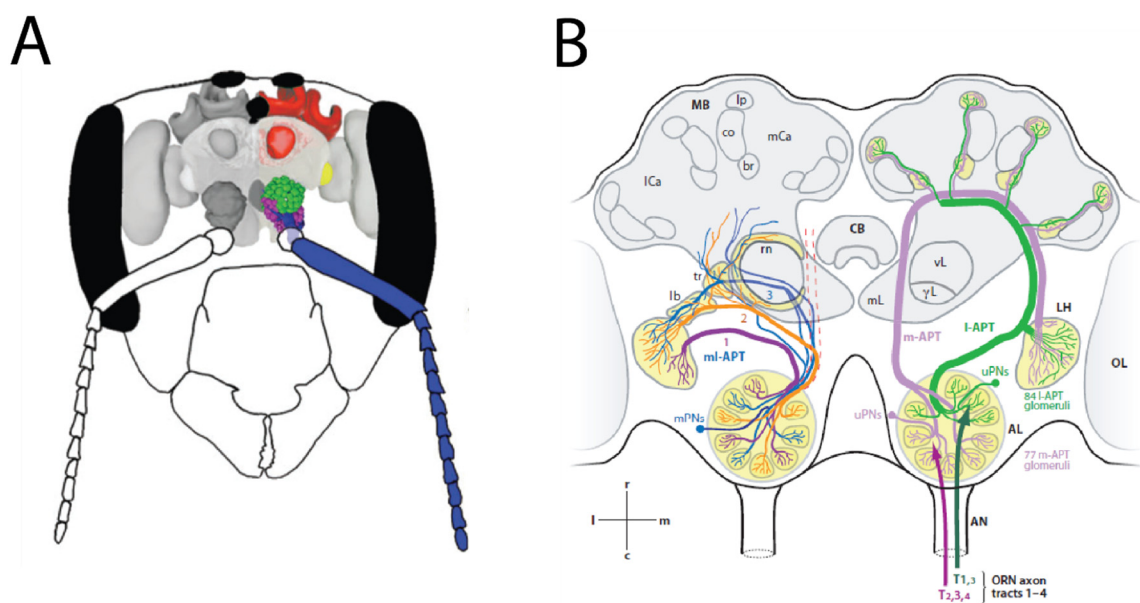 A
B
MB
lp
co
mCa
br
lCa
CB
rn
tr
3
lb
2
1
ml-APT
mPNs
vL
γL
mL
LH
m-APT
l-APT
OL
uPNs
84 l-APT
glomeruli
uPNs
AL
77 m-APT
glomeruli
r
l
m
c
AN
T1,3
T2,3,4
ORN axon
tracts 1–4